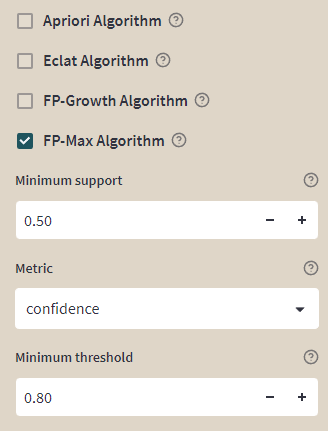 Apriori Algorithm ?
Eclat Algorithm ?
FP-Growth Algorithm ?
FP-Max Algorithm ?
Minimum support ?
0.50 − +
Metric ?
confidence
Minimum threshold ?
0.80 − +